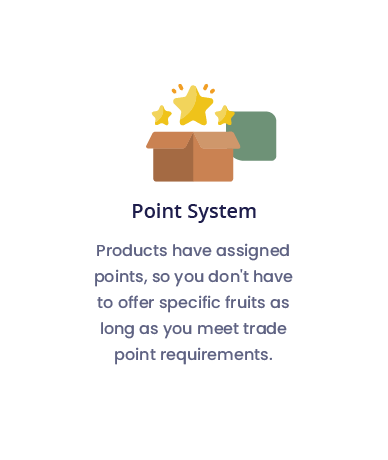 Point System
Products have assigned
points, so you don't have
to offer specific fruits as
long as you meet trade
point requirements.